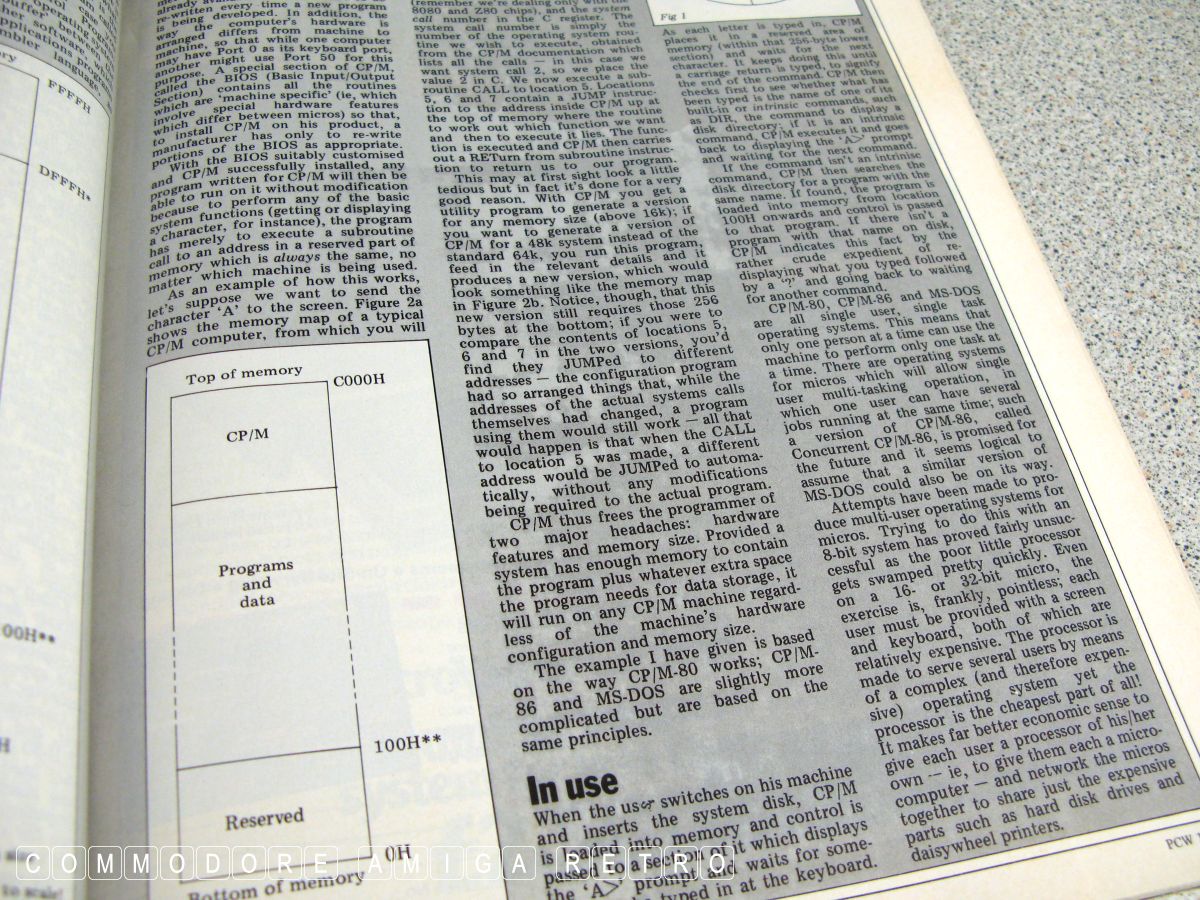 FFFFH
DFFFH*
00H**
H
to scale!
ready available
re-written every time a new program
is being developed. In addition, the
way the computer's hardware is
arranged differs from machine to
machine, so that while one computer
may have Port 0 as its keyboard port,
another might use Port 50 for this
purpose. A special section of CP/M,
called the BIOS (Basic Input/Output
Section) contains all the routines
which are 'machine specific' (ie, which
involve special hardware features
which differ between micros) so that,
to install CP/M on his product, a
manufacturer has only to re-write
portions of the BIOS as appropriate.
With the BIOS suitably customised
and CP/M successfully installed, any
program written for CP/M will then be
able to run on it without modification
because to perform any of the basic
system functions (getting or displaying
a character, for instance), the program
has merely to execute a subroutine
call to an address in a reserved part of
memory which is always the same, no
matter which machine is being used.
As an example of how this works,
let's suppose we want to send the
character 'A' to the screen. Figure 2a
shows the memory map of a typical
CP/M computer, from which you will
Top of memory
C000H
CP/M
Programs
and
data
100H**
Reserved
0H
Bottom of memory
(remember we're dealing only with the
8080 and Z80 chips), and the system
call number in the C register. The
system call number is simply the
number of the operating system rou-
tine we wish to execute, obtained
from the CP/M documentation which
lists all the calls — in this case we
want system call 2, so we place the
value 2 in C. We now execute a sub-
routine CALL to location 5. Locations
5, 6 and 7 contain a JUMP instruc-
tion to the address inside CP/M up at
the top of memory where the routine
to work out which function we want
and then to execute it lies. The func-
tion is executed and CP/M then carries
out a RETurn from subroutine instruc-
tion to return us to our program.
This may at first sight look a little
tedious but in fact it's done for a very
good reason. With CP/M you get a
utility program to generate a version
for any memory size (above 16k); if
you want to generate a version of
CP/M for a 48k system instead of the
standard 64k, you run this program,
feed in the relevant details and it
produces a new version, which would
look something like the memory map
in Figure 2b. Notice, though, that this
new version still requires those 256
bytes at the bottom; if you were to
compare the contents of locations 5,
6 and 7 in the two versions, you'd
find they JUMPed to different
addresses — the configuration program
had so arranged things that, while the
addresses of the actual systems calls
themselves had changed, a program
using them would still work — all that
would happen is that when the CALL
to location 5 was made, a different
address would be JUMPed to automa-
tically, without any modifications
being required to the actual program.
CP/M thus frees the programmer of
two major headaches: hardware
features and memory size. Provided a
system has enough memory to contain
the program plus whatever extra space
the program needs for data storage, it
will run on any CP/M machine regard-
less of the machine's hardware
configuration and memory size.
The example I have given is based
on the way CP/M-80 works; CP/M-
86 and MS-DOS are slightly more
complicated but are based on the
same principles.
In use
When the user switches on his machine
and inserts the system disk, CP/M
is loaded into memory and control is
passed to a section of it which displays
the 'A>' prompt and waits for some-
be typed in at the keyboard.
Fig 1
As each letter is typed in, CP/M
places it in a reserved area of
memory (within that 256-byte lower
section) and waits for the next
character. It keeps doing this until
a carriage return is typed, to signify
the end of the command. CP/M then
checks first to see whether what has
been typed is the name of one of its
built-in or intrinsic commands, such
as DIR, the command to display a
disk directory; if it is an intrinsic
command, CP/M executes it and goes
back to displaying the 'A>' prompt
and waiting for the next command.
If the command isn't an intrinsic
command, CP/M then searches the
disk directory for a program with the
same name. If found, the program is
loaded into memory from location
100H onwards and control is passed
to that program. If there isn't a
program with that name on disk,
CP/M indicates this fact by the
rather crude expedient of re-
displaying what you typed followed
by a '?' and going back to waiting
for another command.
CP/M-80, CP/M-86 and MS-DOS
are all single user, single task
operating systems. This means that
only one person at a time can use the
machine to perform only one task at
a time. There are operating systems
for micros which will allow single
user multi-tasking operation, in
which one user can have several
jobs running at the same time; such
a version of CP/M-86, called
Concurrent CP/M-86, is promised for
the future and it seems logical to
assume that a similar version of
MS-DOS could also be on its way.
Attempts have been made to pro-
duce multi-user operating systems for
micros. Trying to do this with an
8-bit system has proved fairly unsuc-
cessful as the poor little processor
gets swamped pretty quickly. Even
on a 16- or 32-bit micro, the
exercise is, frankly, pointless; each
user must be provided with a screen
and keyboard, both of which are
relatively expensive. The processor is
made to serve several users by means
of a complex (and therefore expen-
sive) operating system yet the
processor is the cheapest part of all!
It makes far better economic sense to
give each user a processor of his/her
own — ie, to give them each a micro-
computer — and network the micros
together to share just the expensive
parts such as hard disk drives and
daisywheel printers.
PCW
COMMODORE AMIGA RETRO